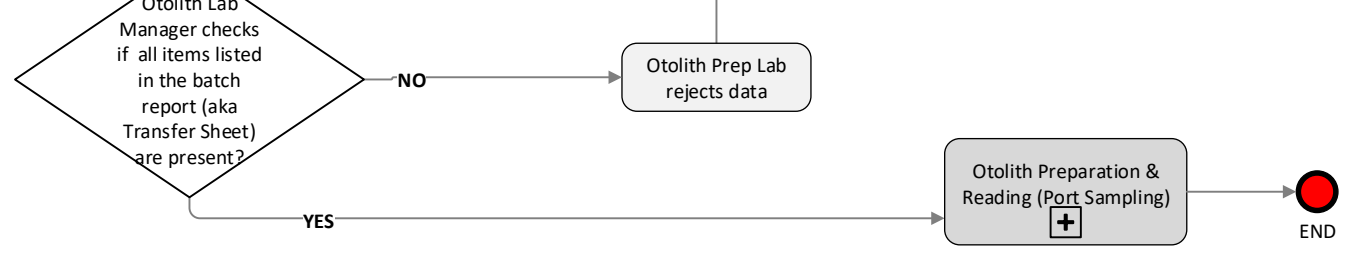 Otolith Lab
Manager checks
if all items listed
in the batch
report (aka
Transfer Sheet)
are present?
NO
Otolith Prep Lab
rejects data
YES
Otolith Preparation &
Reading (Port Sampling)
END